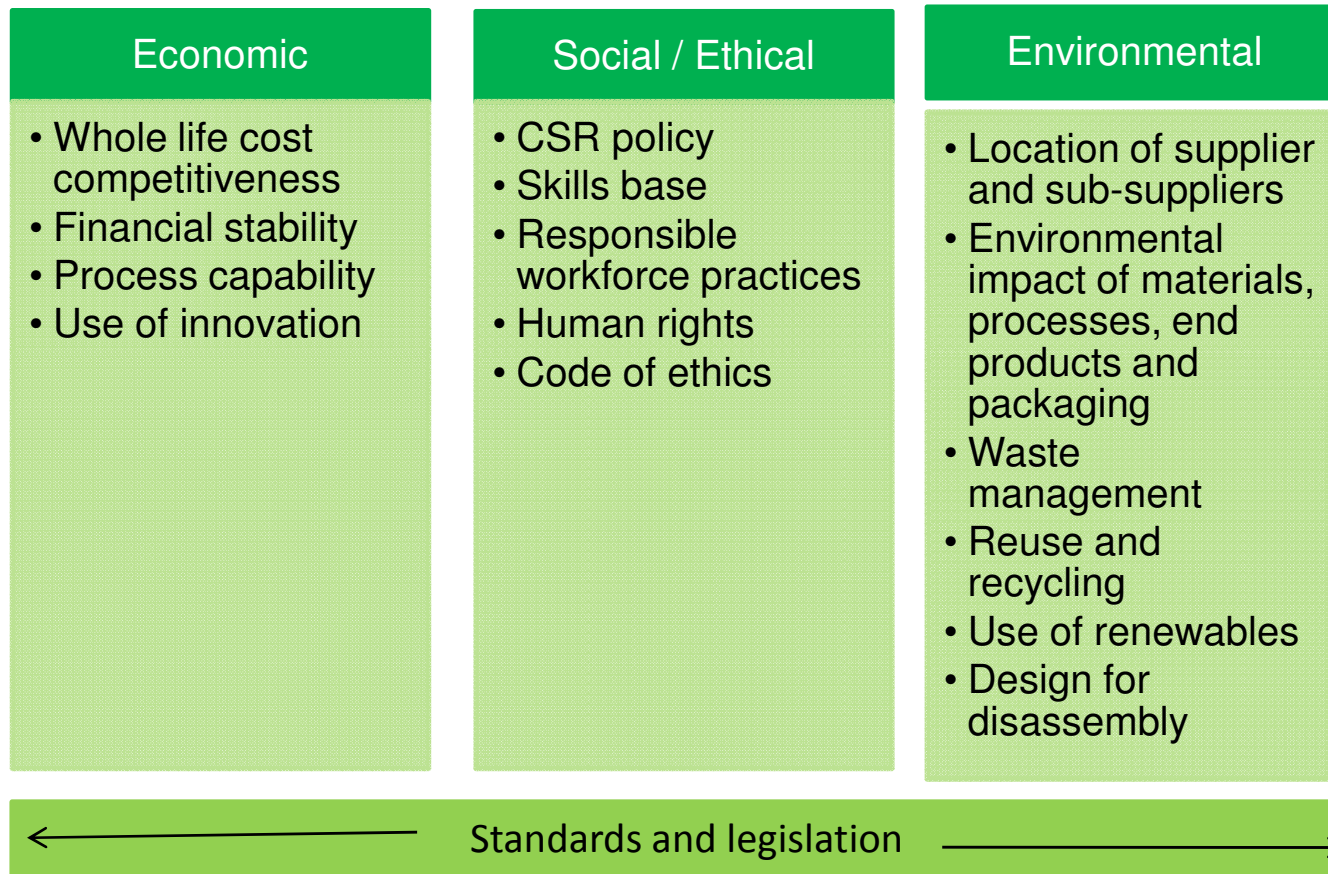 Economic
• Whole life cost
competitiveness
• Financial stability
• Process capability
• Use of innovation
Social / Ethical
• CSR policy
• Skills base
• Responsible
workforce practices
• Human rights
• Code of ethics
Environmental
• Location of supplier
and sub-suppliers
• Environmental
impact of materials,
processes, end
products and
packaging
• Waste
management
• Reuse and
recycling
• Use of renewables
• Design for
disassembly
Standards and legislation